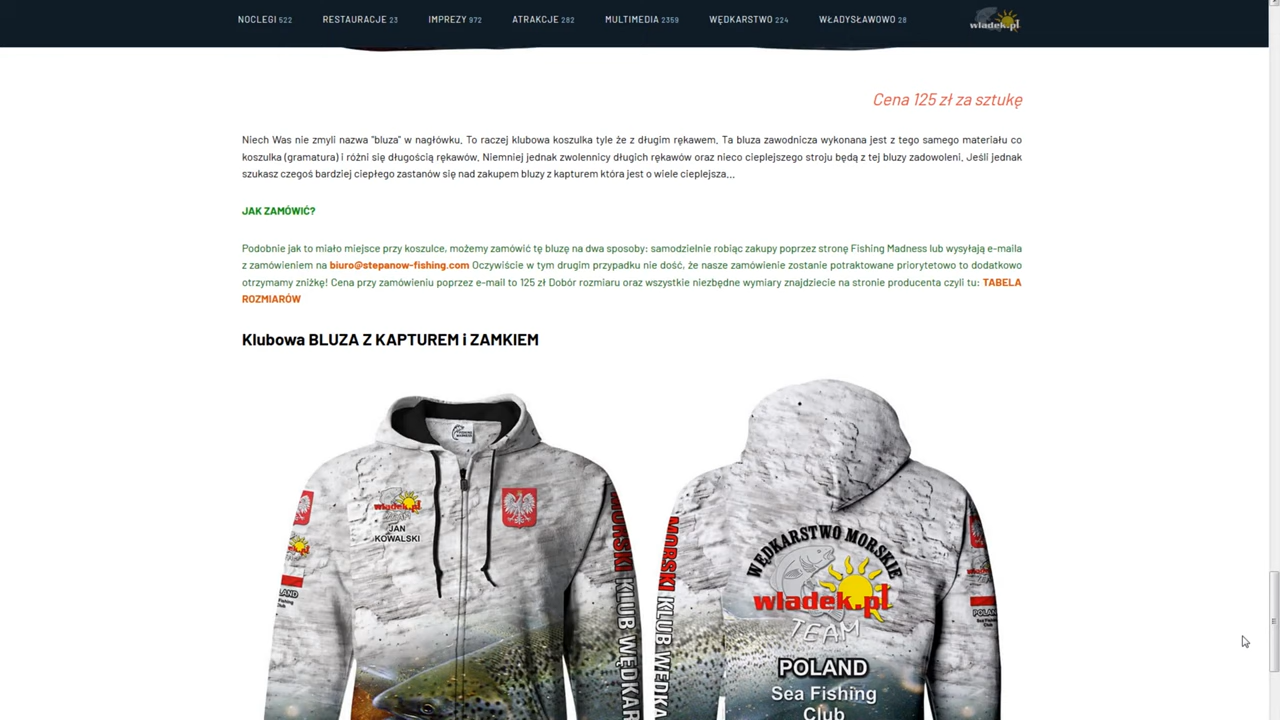 NOCLEGI 522 RESTAURACJE 23 IMPREZY 972 ATRAKCJE 282 MULTIMEDIA 2359 WĘDKARSTWO 224 WŁADYSŁAWOWO 28 wladek.pl
Cena 125 zł za sztukę
Niech Was nie zmyli nazwa "bluza" w nagłówku. To raczej klubowa koszulka tyle że z długim rękawem. Ta bluza zawodnicza wykonana jest z tego samego materiału co
koszulka (gramatura) i różni się długością rękawów. Niemniej jednak zwolennicy długich rękawów oraz nieco cieplejszego stroju będą z tej bluzy zadowoleni. Jeśli jednak
szukasz czegoś bardziej ciepłego zastanów się nad zakupem bluzy z kapturem która jest o wiele cieplejsza...
JAK ZAMÓWIĆ?
Podobnie jak to miało miejsce przy koszulce, możemy zamówić tę bluzę na dwa sposoby: samodzielnie robiąc zakupy poprzez stronę Fishing Madness lub wysyłają e-maila
z zamówieniem na biuro@stepanow-fishing.com Oczywiście w tym drugim przypadku nie dość, że nasze zamówienie zostanie potraktowane priorytetowo to dodatkowo
otrzymamy zniżkę! Cena przy zamówieniu poprzez e-mail to 125 zł Dobór rozmiaru oraz wszystkie niezbędne wymiary znajdziecie na stronie producenta czyli tu: TABELA
ROZMIARÓW
Klubowa BLUZA Z KAPTUREM i ZAMKIEM
wladek.pl
JAN
KOWALSKI
MORSKI KLUB WĘDKAR
MORSKI KLUB WĘDKA
WĘDKARSTWO MORSKIE
wladek.pl
TEAM
POLAND
Sea Fishing
Club
POLAND
Sea Fishing
Club